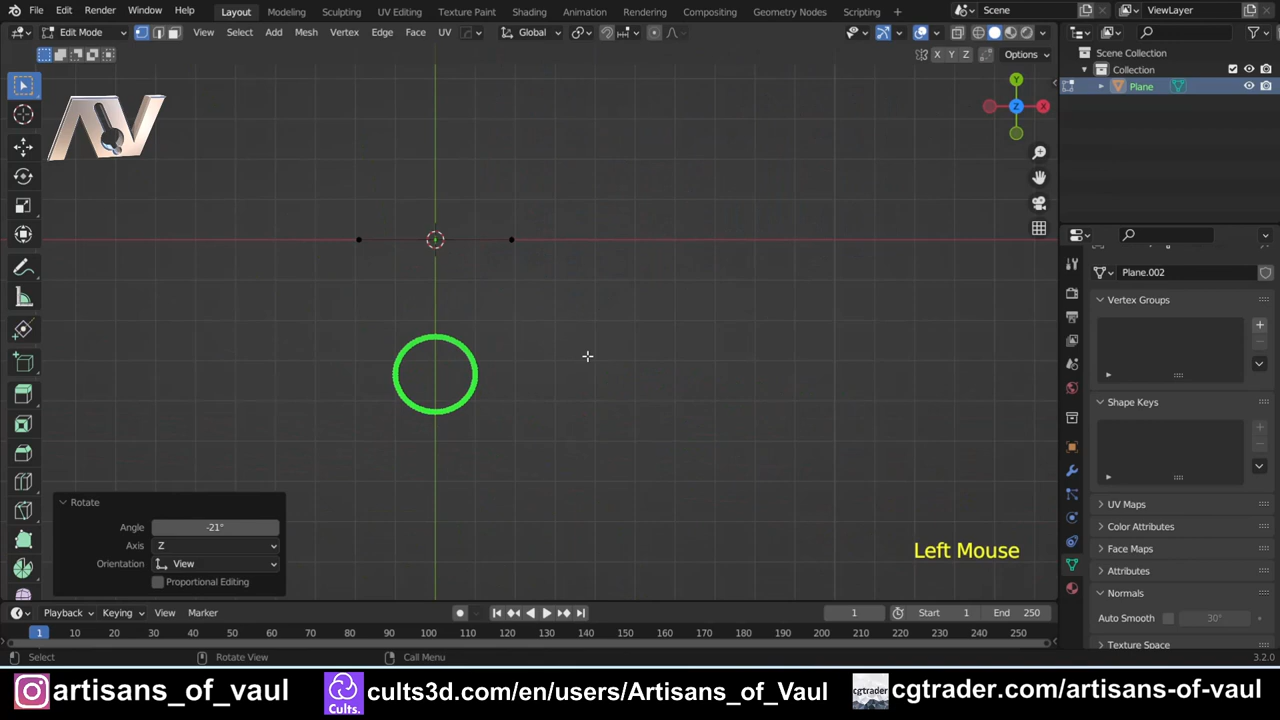 File Edit Render Window Help Layout Modeling Sculpting UV Editing Texture Paint Shading Animation Rendering Compositing Geometry Nodes Scripting + Scene ViewLayer
Edit Mode View Select Add Mesh Vertex Edge Face UV Global
X Y Z Options
AV
Scene Collection
Collection
Plane
Y
Z
X
Plane.002
Vertex Groups
Shape Keys
UV Maps
Color Attributes
Face Maps
Attributes
Normals
Auto Smooth 30°
Texture Space
Rotate
Angle -21°
Axis Z
Orientation View
Proportional Editing
Left Mouse
Playback Keying View Marker 1 Start 1 End 250
1 10 20 30 40 50 60 70 80 90 100 110 120 130 140 150 160 170 180 190 200 210 220 230 240 250
Select Rotate View Call Menu 3.2.0
artisans_of_vaul Cults. cults3d.com/en/users/Artisans_of_Vaul cgtrader cgtrader.com/artisans-of-vaul